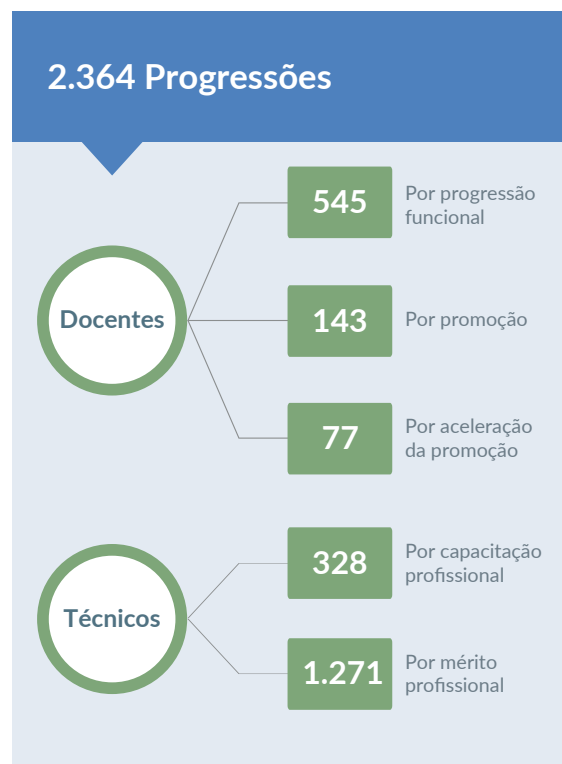 2.364 Progressões
Docentes
545
Por progressão
funcional
143
Por promoção
77
Por aceleração
da promoção
Técnicos
328
Por capacitação
profissional
1.271
Por mérito
profissional